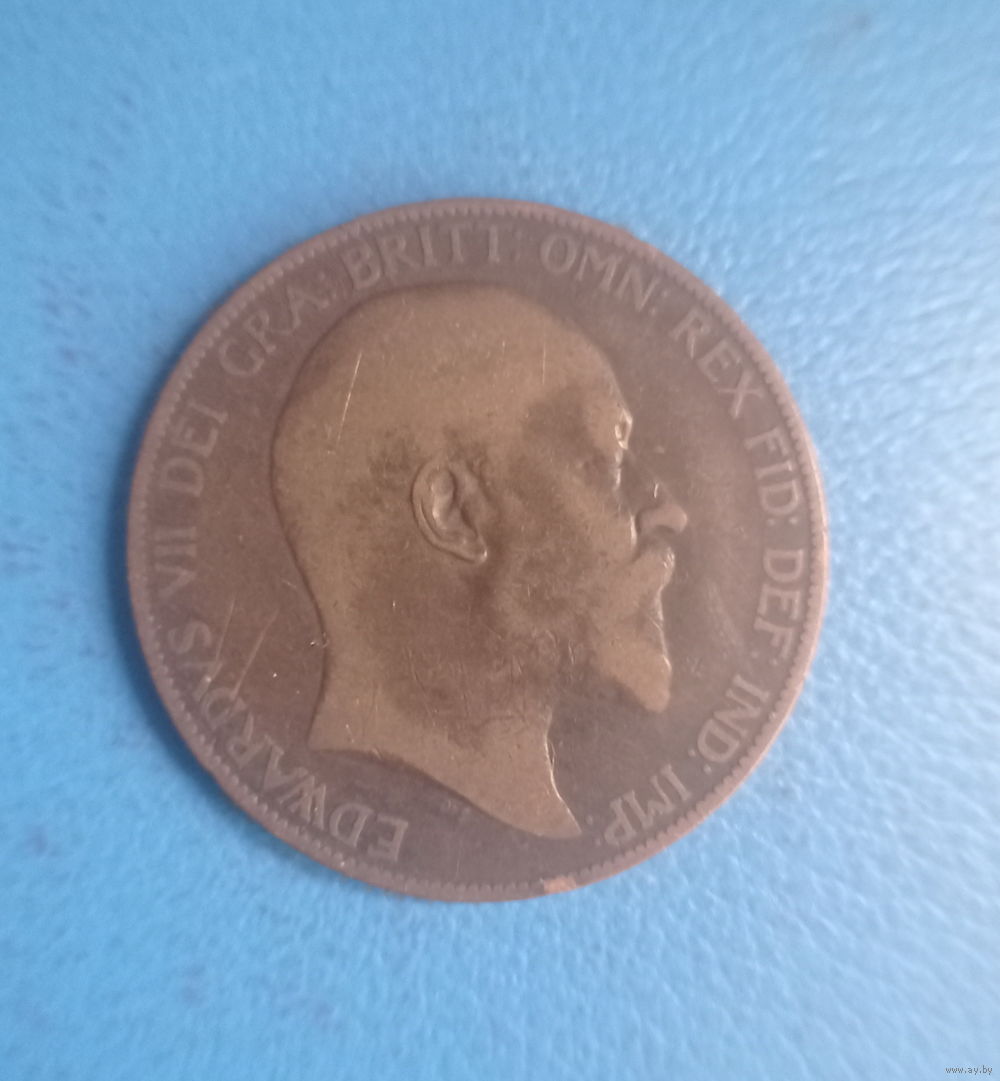 EDWARDVS VII DEI GRA: BRITT: OMN: REX FID: DEF: IND: IMP:
www.ay.by